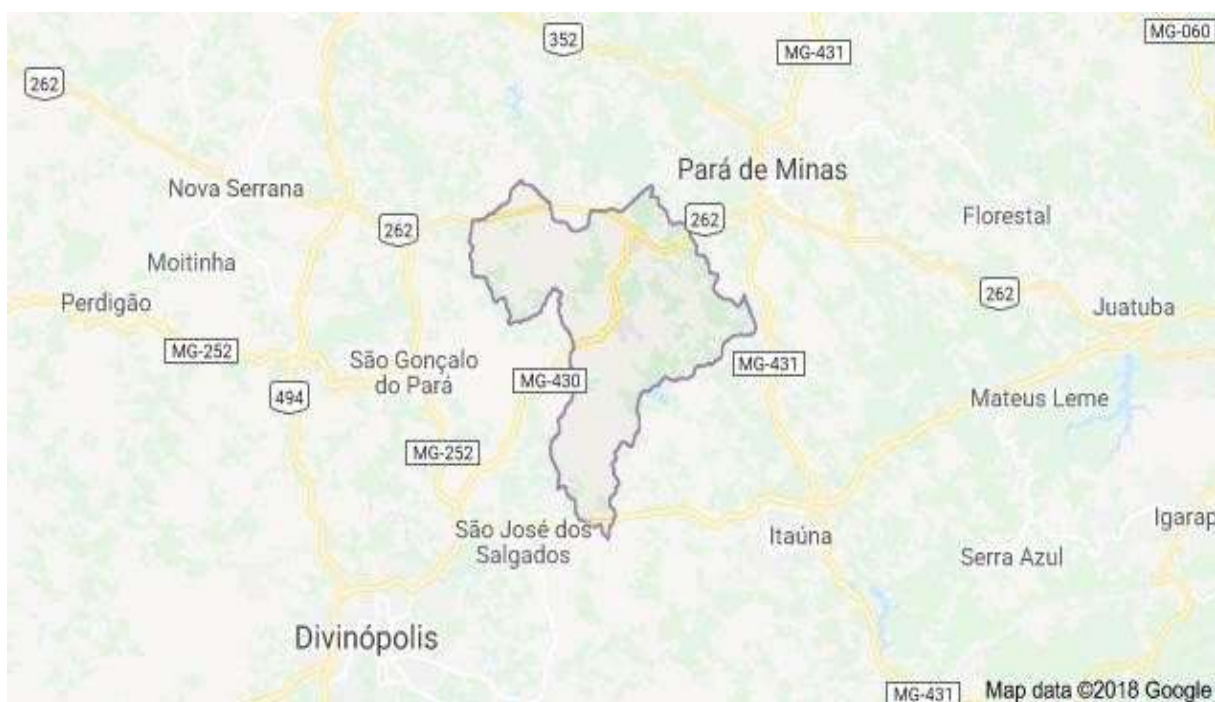 352
MG-431
MG-060
262
Pará de Minas
Nova Serrana
262
262
Florestal
Moitinha
Perdigão
262
Juatuba
MG-252
São Gonçalo
do Pará
MG-430
MG-431
494
Mateus Leme
MG-252
São José dos
Salgados
Itaúna
Igarap
Serra Azul
Divinópolis
MG-431
Map data ©2018 Google